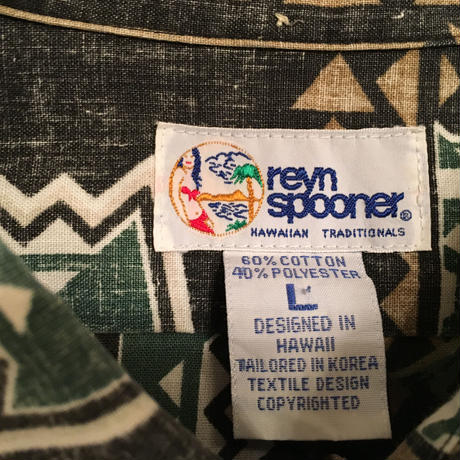 reyn
spooner®
HAWAIIAN TRADITIONALS
60% COTTON
40% POLYESTER
L
DESIGNED IN
HAWAII
TAILORED IN KOREA
TEXTILE DESIGN
COPYRIGHTED